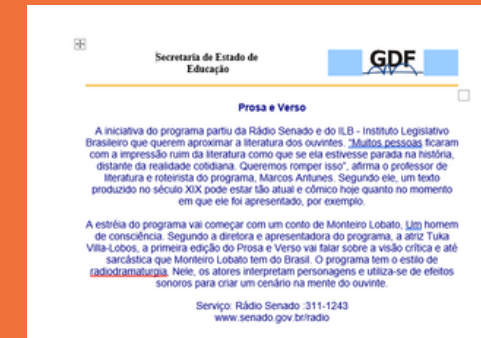 Secretaria de Estado de
Educação
GDF
Prosa e Verso
A iniciativa do programa partiu da Rádio Senado e do ILB - Instituto Legislativo
Brasileiro que querem aproximar a literatura dos ouvintes. "Muitos pessoas ficaram
com a impressão ruim da literatura como que se ela estivesse parada na história,
distante da realidade cotidiana. Queremos romper isso", afirma o professor de
literatura e roteirista do programa, Marcos Antunes. Segundo ele, um texto
produzido no século XIX pode estar tão atual e cômico hoje quanto no momento
em que ele foi apresentado, por exemplo.
A estréia do programa vai começar com um conto de Monteiro Lobato, Um homem
de consciência. Segundo a diretora e apresentadora do programa, a atriz Tuka
Villa-Lobos, a primeira edição do Prosa e Verso vai falar sobre a visão crítica e até
sarcástica que Monteiro Lobato tem do Brasil. O programa tem o estilo de
radiodramaturgia. Nele, os atores interpretam personagens e utiliza-se de efeitos
sonoros para criar um cenário na mente do ouvinte.
Serviço: Rádio Senado :311-1243
www.senado.gov.br/radio